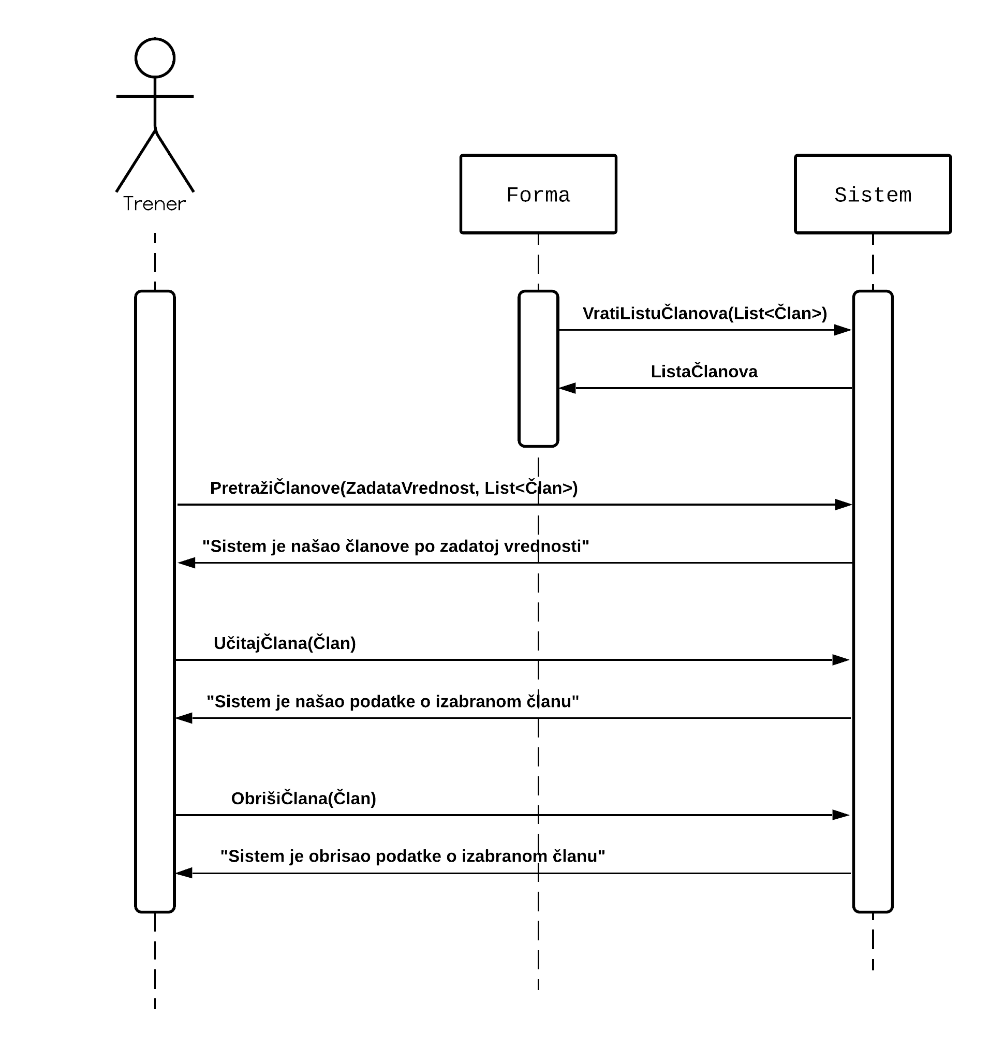 Trener
Forma
Sistem
VratiListuČlanova(List<Član>)
ListaČlanova
PretražiČlanove(ZadataVrednost, List<Član>)
"Sistem je našao članove po zadatoj vrednosti"
UčitajČlana(Član)
"Sistem je našao podatke o izabranom članu"
ObrišiČlana(Član)
"Sistem je obrisao podatke o izabranom članu"